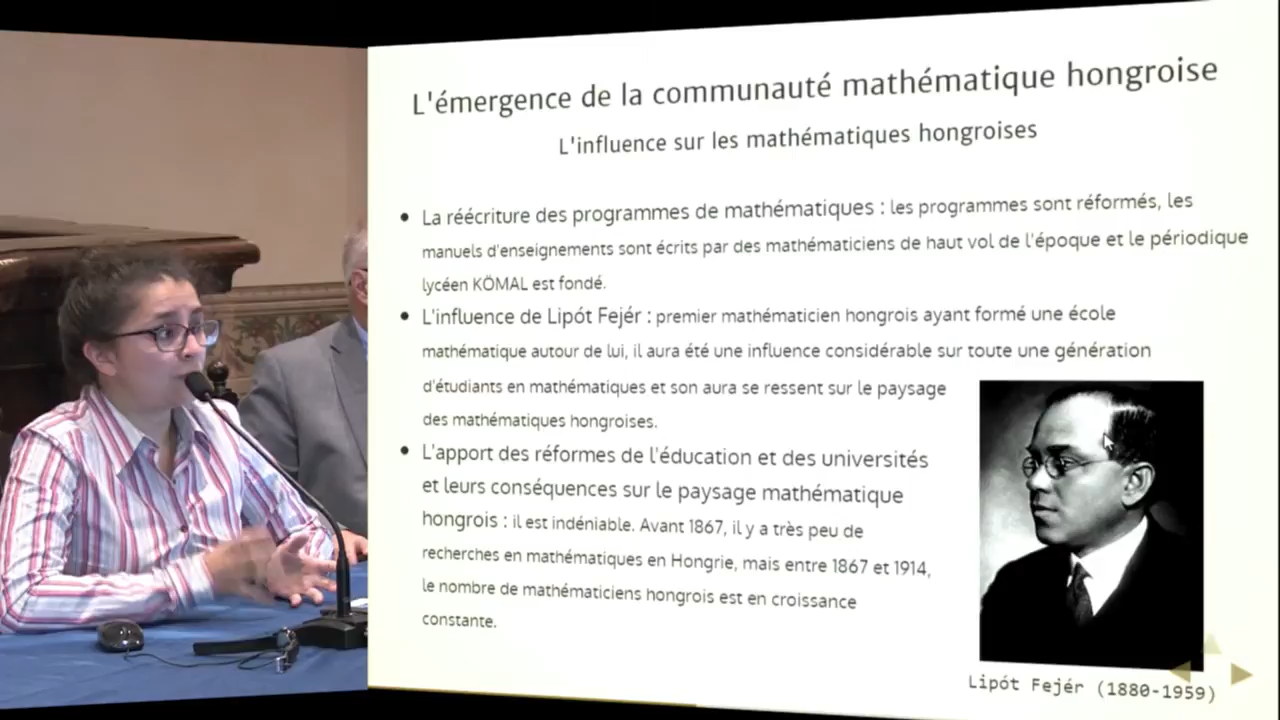 L'émergence de la communauté mathématique hongroise
L'influence sur les mathématiques hongroises
La réécriture des programmes de mathématiques : les programmes sont réformés, les
manuels d'enseignements sont écrits par des mathématiciens de haut vol de l'époque et le périodique
lycéen KÖMAL est fondé.
L'influence de Lipót Fejér : premier mathématicien hongrois ayant formé une école
mathématique autour de lui, il aura été une influence considérable sur toute une génération
d'étudiants en mathématiques et son aura se ressent sur le paysage
des mathématiques hongroises.
L'apport des réformes de l'éducation et des universités
et leurs conséquences sur le paysage mathématique
hongrois : il est indéniable. Avant 1867, il y a très peu de
recherches en mathématiques en Hongrie, mais entre 1867 et 1914,
le nombre de mathématiciens hongrois est en croissance
constante.
Lipót Fejér (1880-1959)